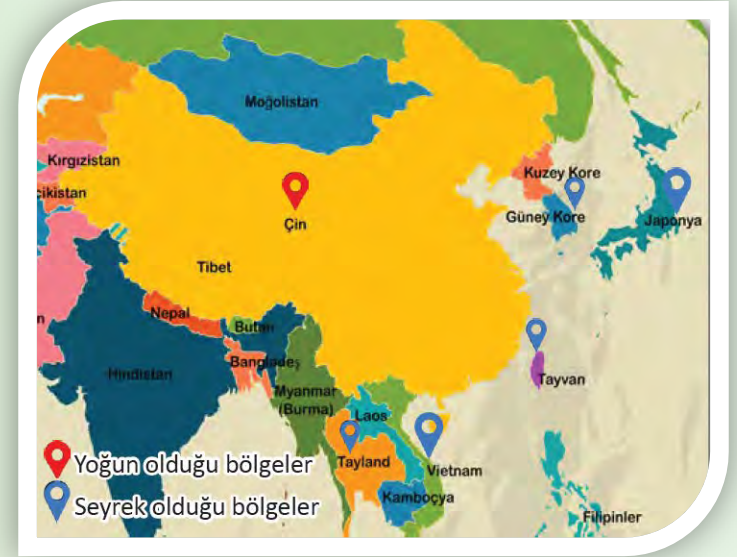 Moğolistan
Kırgızistan
cikistan
Kuzey Kore
Çin
Güney Kore
Japonya
Tibet
Nepal
Butan
n
Hindistan
Bangladeş
Tayvan
Myanmar
(Burma)
Laos
Tayland
Vietnam
Kamboçya
Filipinler
Yoğun olduğu bölgeler
Seyrek olduğu bölgeler